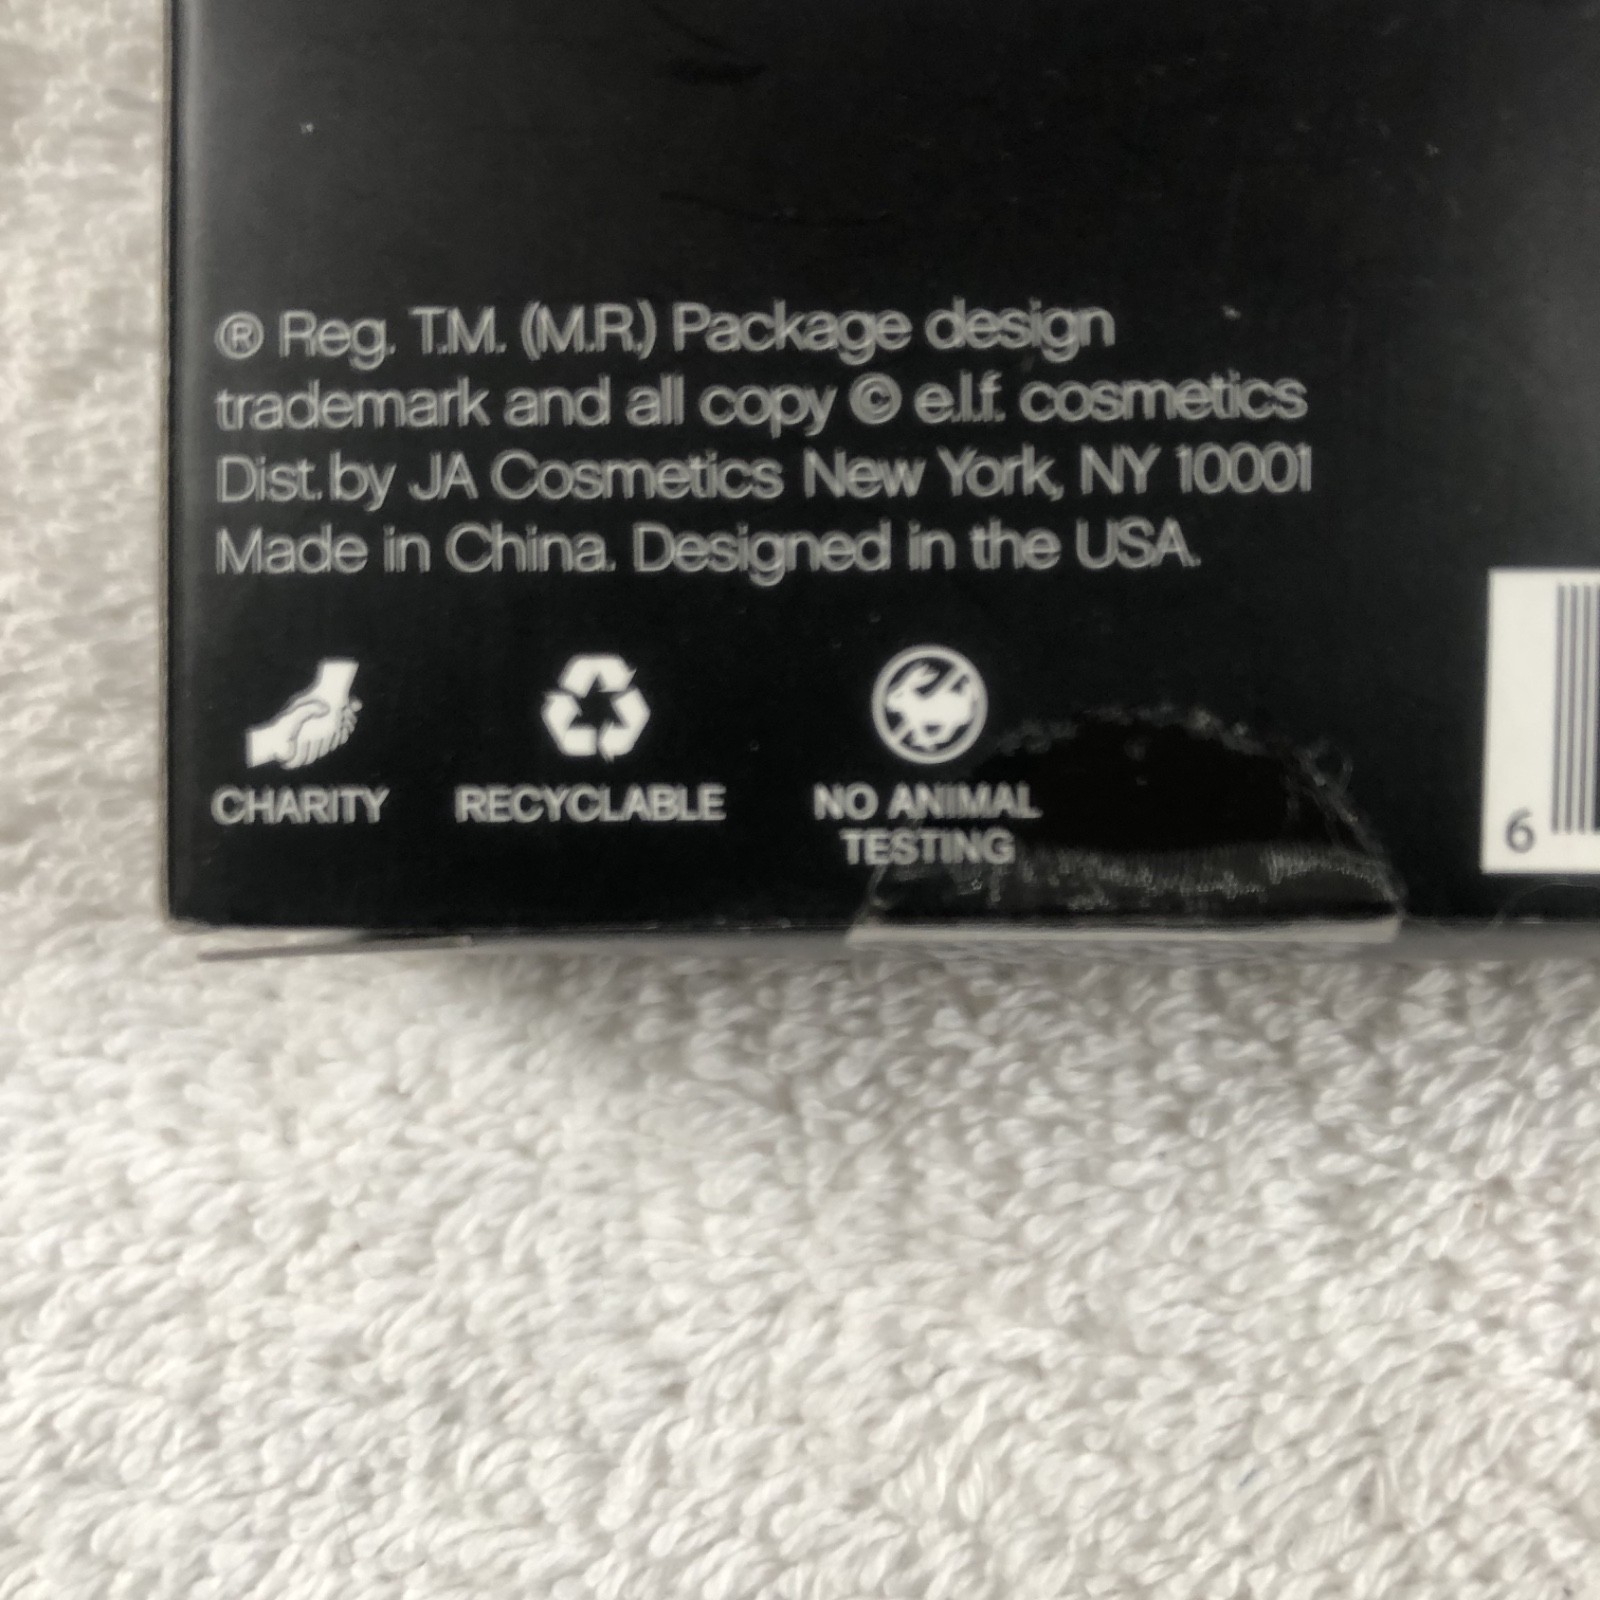 ® Reg. T.M. (M.R.) Package design
trademark and all copy © e.l.f. cosmetics
Dist. by JA Cosmetics New York, NY 10001
Made in China. Designed in the USA.
CHARITY
RECYCLABLE
NO ANIMAL
TESTING
6